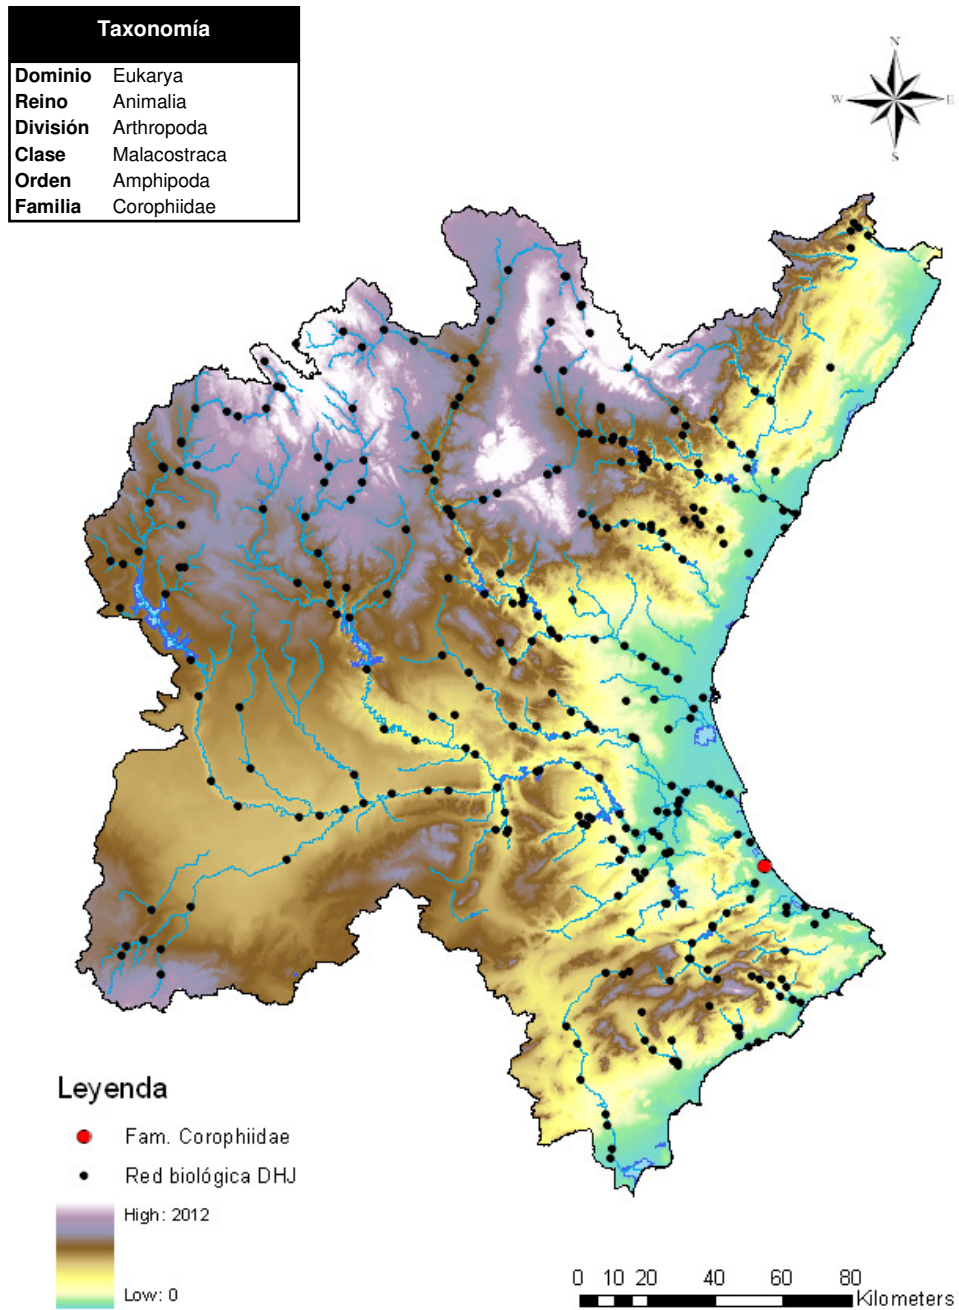 Taxonomía
Dominio Eukarya
Reino Animalia
División Arthropoda
Clase Malacostraca
Orden Amphipoda
Familia Corophiidae
N
W E
S
Leyenda
Fam. Corophiidae
Red biológica DHJ
High: 2012
Low: 0
0 10 20 40 60 80
Kilometers